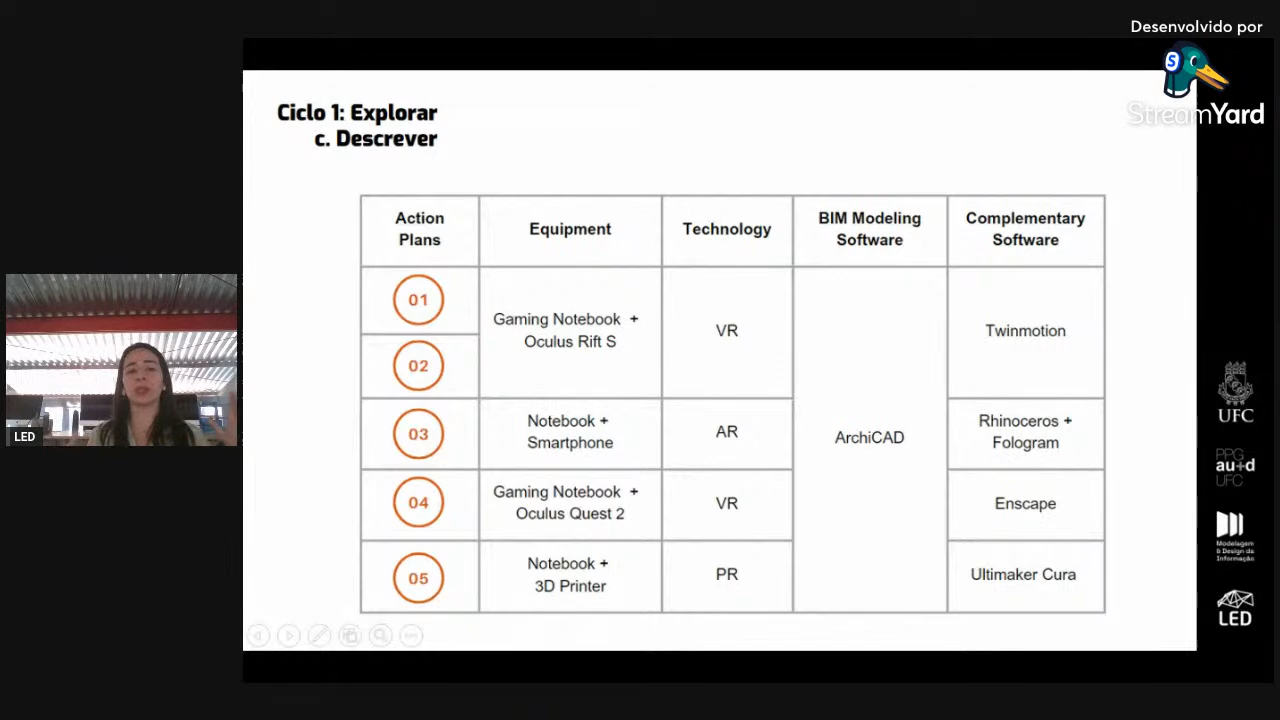 Desenvolvido por
StreamYard
Ciclo 1: Explorar
c. Descrever
Action
Plans
Equipment
Technology
BIM Modeling
Software
Complementary
Software
01
Gaming Notebook +
Oculus Rift S
VR
Twinmotion
02
03
Notebook +
Smartphone
AR
ArchiCAD
Rhinoceros +
Fologram
04
Gaming Notebook +
Oculus Quest 2
VR
Enscape
05
Notebook +
3D Printer
PR
Ultimaker Cura
LED
UFC
PPG
au+d
UFC
Modelagem
& Design da
Informação
LED